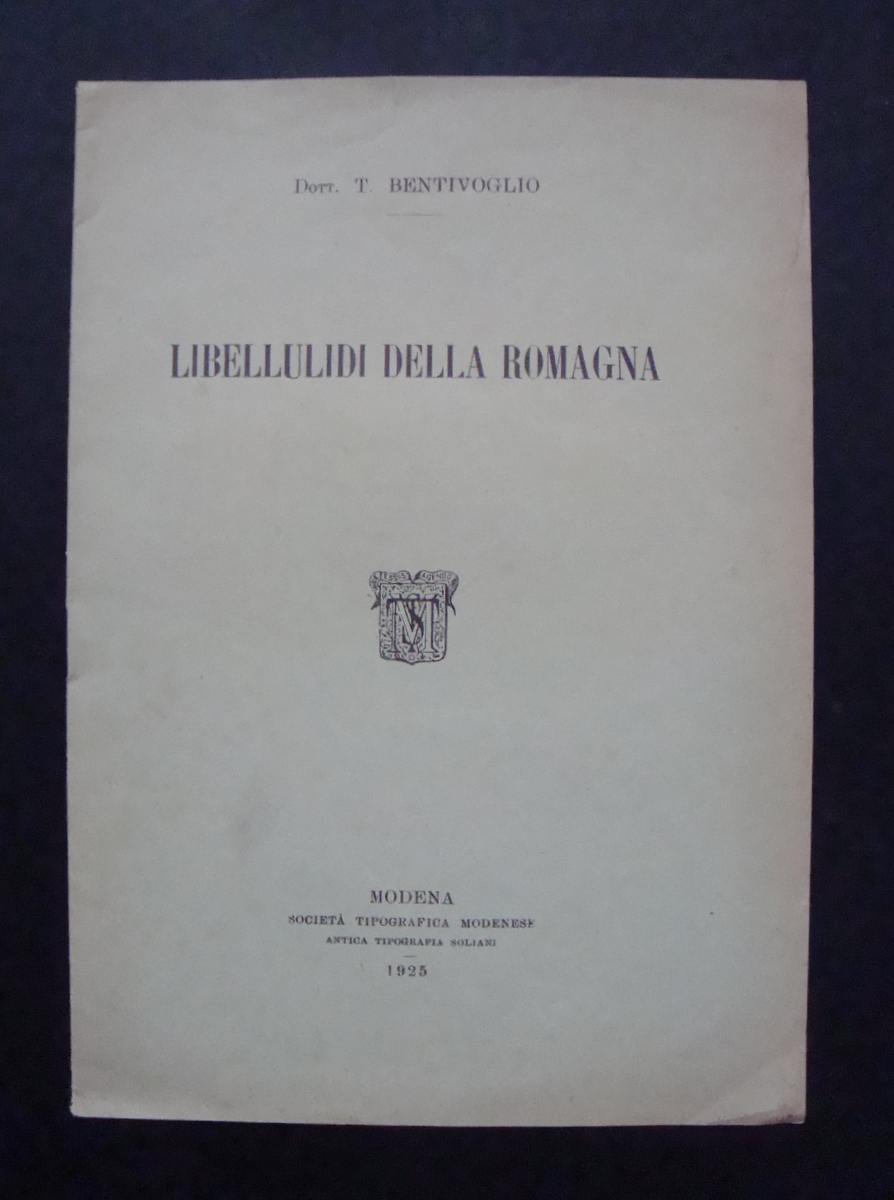 Dott. T. BENTIVOGLIO
LIBELLULIDI DELLA ROMAGNA
MODENA
SOCIETÀ TIPOGRAFICA MODENESE
ANTICA TIPOGRAFIA SOLIANI
1925